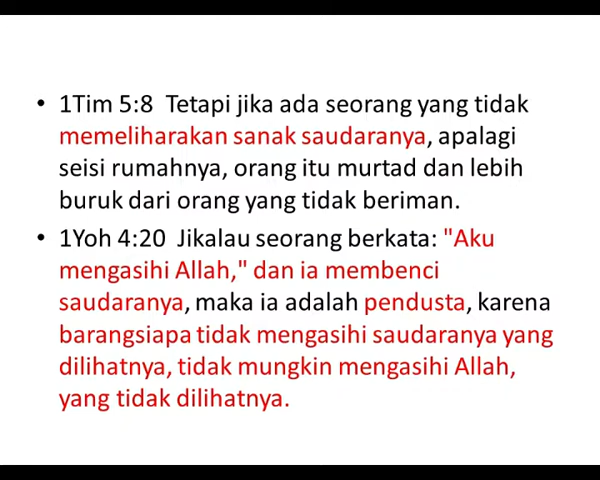 • 1Tim 5:8  Tetapi jika ada seorang yang tidak
memeliharakan sanak saudaranya, apalagi
seisi rumahnya, orang itu murtad dan lebih
buruk dari orang yang tidak beriman.
• 1Yoh 4:20  Jikalau seorang berkata: "Aku
mengasihi Allah," dan ia membenci
saudaranya, maka ia adalah pendusta, karena
barangsiapa tidak mengasihi saudaranya yang
dilihatnya, tidak mungkin mengasihi Allah,
yang tidak dilihatnya.